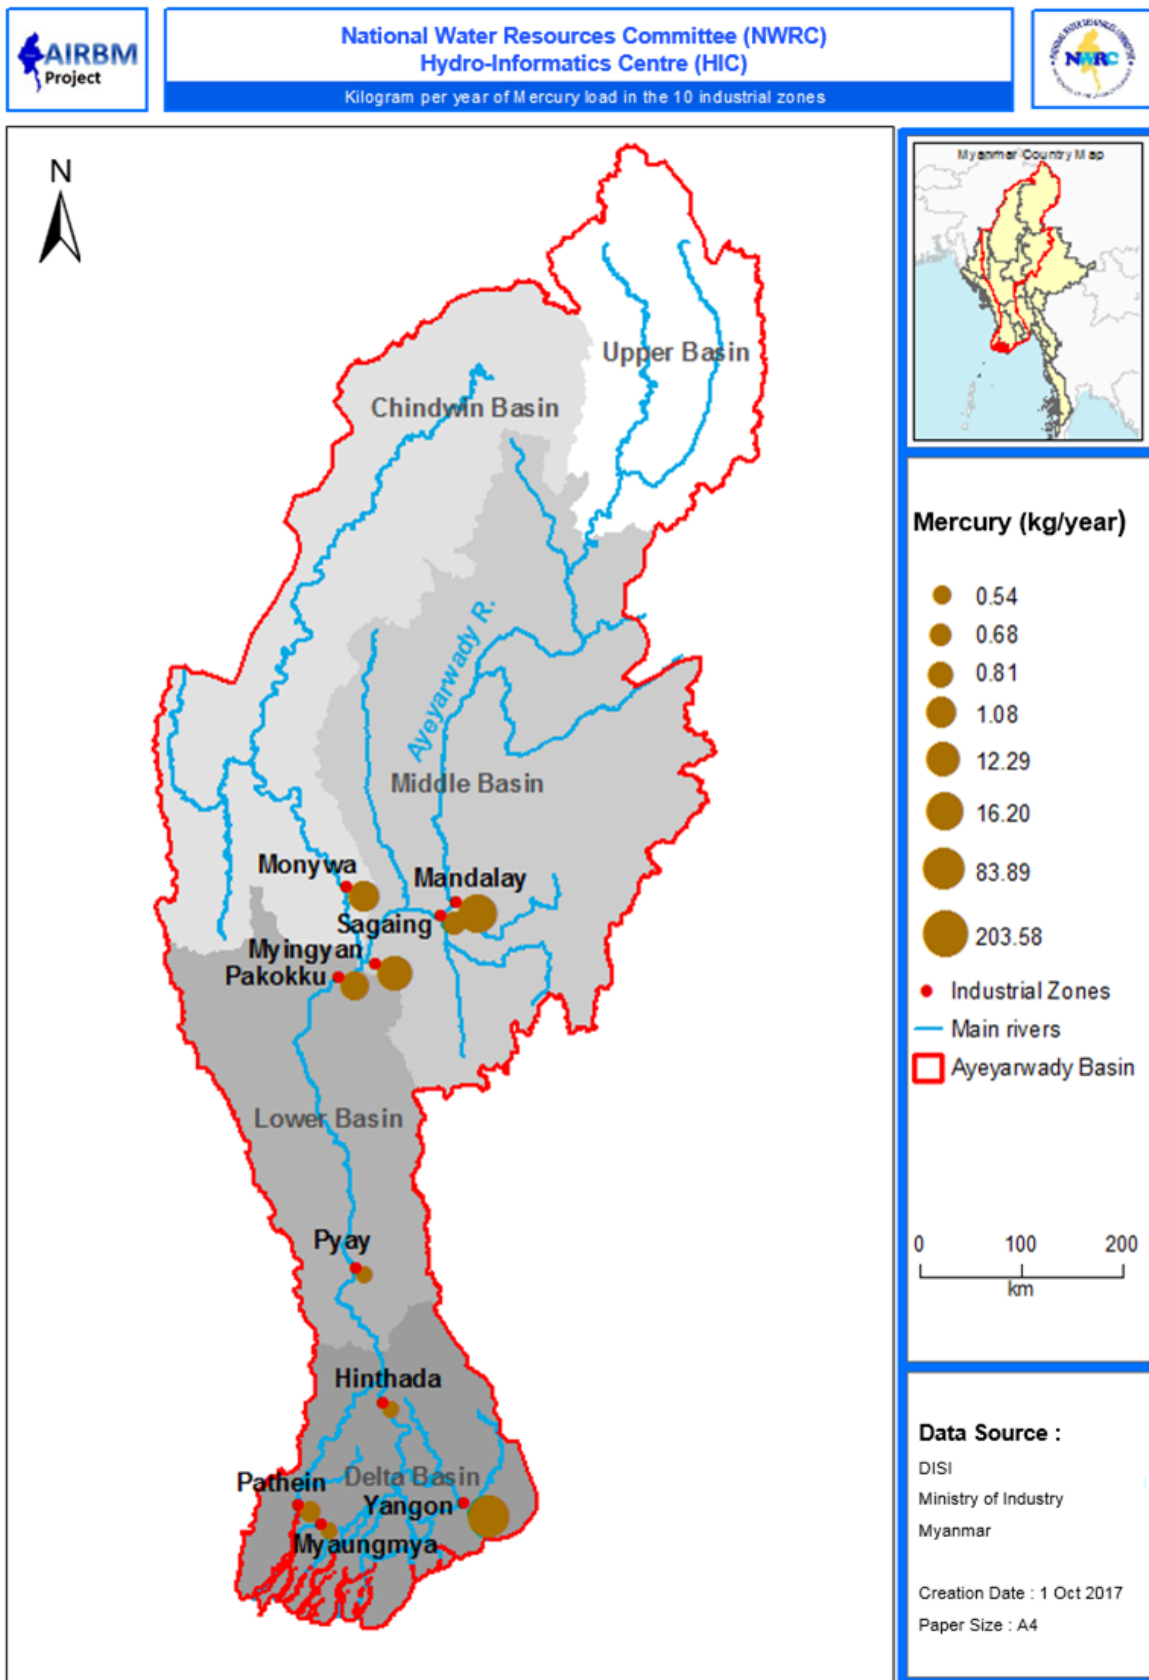 AIRBM
Project
National Water Resources Committee (NWRC)
Hydro-Informatics Centre (HIC)
Kilogram per year of Mercury load in the 10 industrial zones
NWRC
N
Myanmar Country Map
Upper Basin
Chindwin Basin
Ayeyarwady R.
Middle Basin
Monywa
Mandalay
Sagaing
Myingyan
Pakokku
Lower Basin
Pyay
Hinthada
Pathein
Delta Basin
Yangon
Myaungmya
Mercury (kg/year)
0.54
0.68
0.81
1.08
12.29
16.20
83.89
203.58
Industrial Zones
Main rivers
Ayeyarwady Basin
0 100 200
km
Data Source :
DISI
Ministry of Industry
Myanmar
Creation Date : 1 Oct 2017
Paper Size : A4